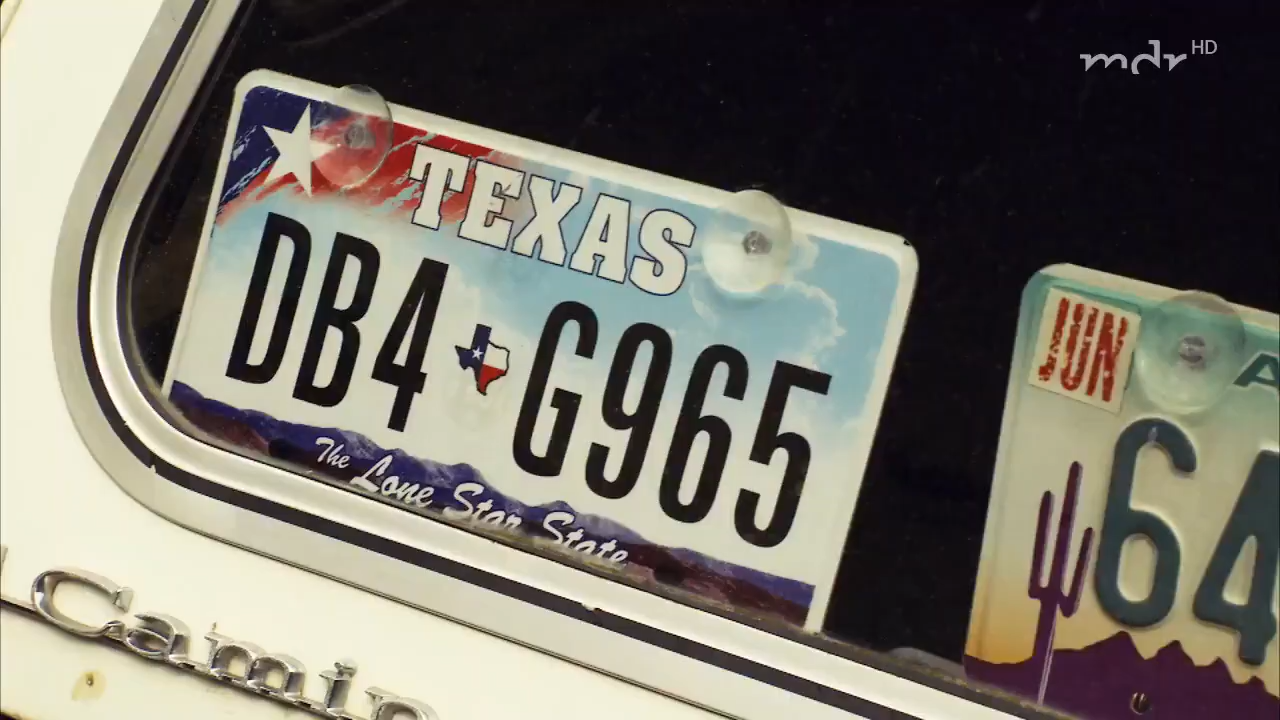 mdr HD
TEXAS
DB4 G965
The Lone Star State
JUN
A
64
Camin